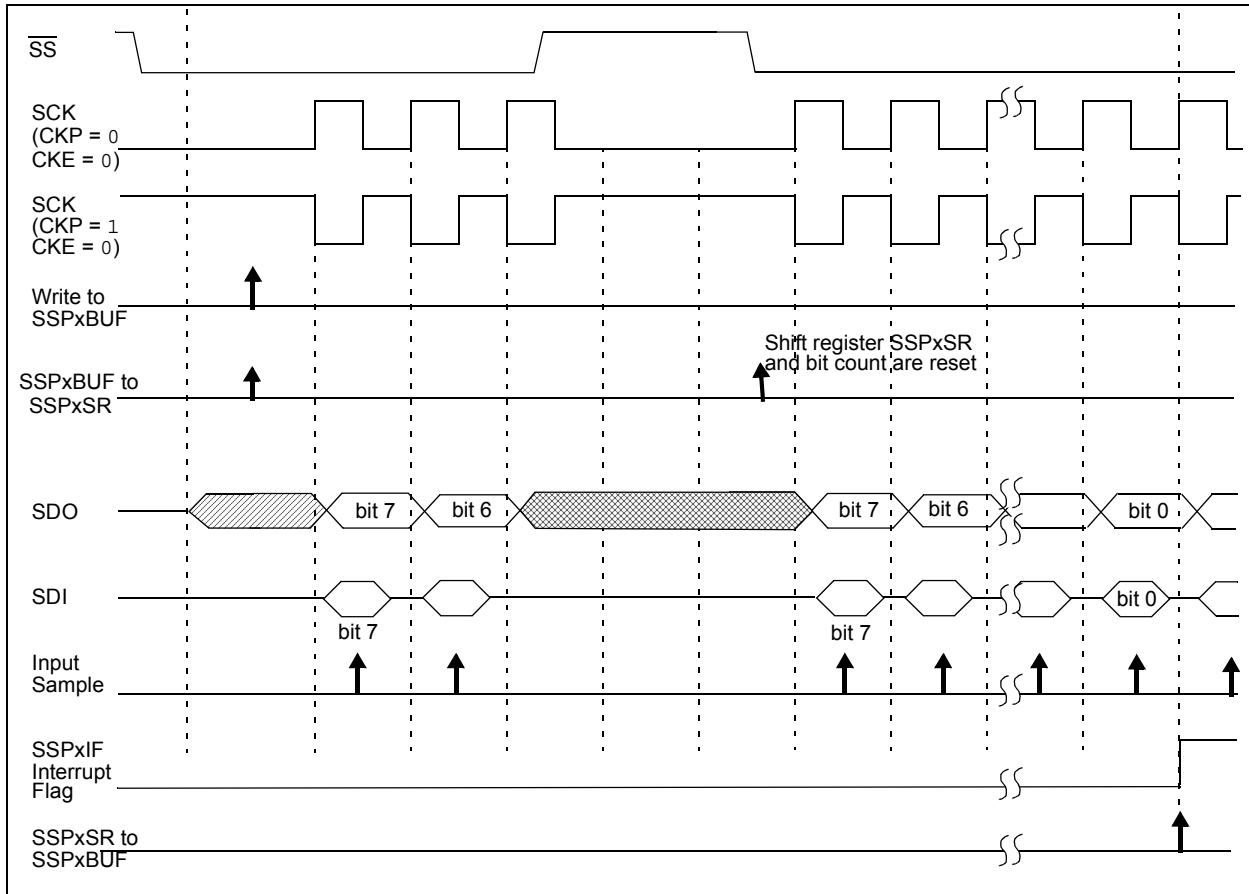 SS
SCK
(CKP = 0
CKE = 0)
SCK
(CKP = 1
CKE = 0)
Write to
SSPxBUF
Shift register SSPxSR
and bit count are reset
SSPxBUF to
SSPxSR
SDO
bit 7
bit 6
bit 7
bit 6
bit 0
SDI
bit 0
bit 7
bit 7
Input
Sample
SSPxIF
Interrupt
Flag
SSPxSR to
SSPxBUF